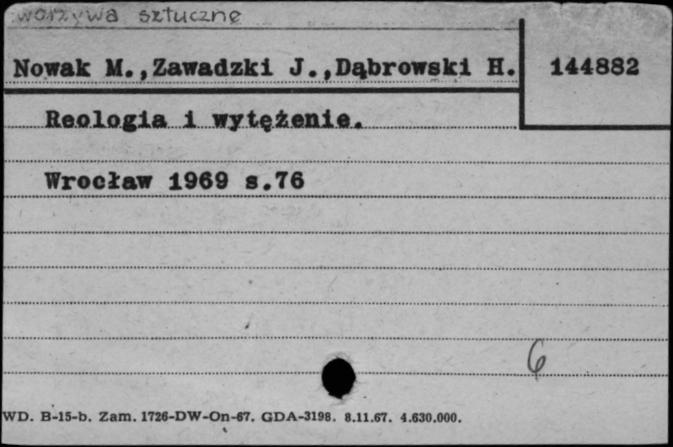 tworzywa sztuczne
Nowak M.,Zawadzki J.,Dąbrowski H.
144882
Reologia i wytężenie.
Wrocław 1969 s.76
6
WD. B-15-b. Zam. 1726-DW-On-67. GDA-3198. 8.11.67. 4.630.000.